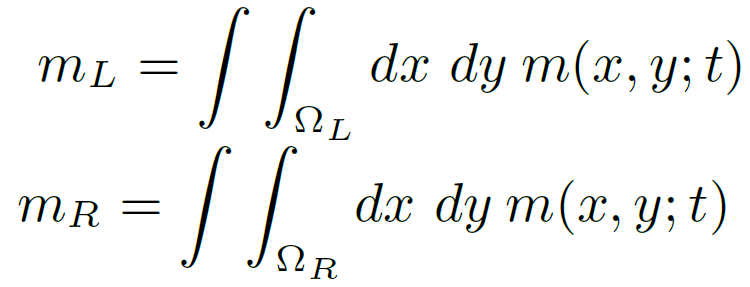 m_L = ∫ ∫_{Ω_L} dx dy m(x, y; t)
m_R = ∫ ∫_{Ω_R} dx dy m(x, y; t)